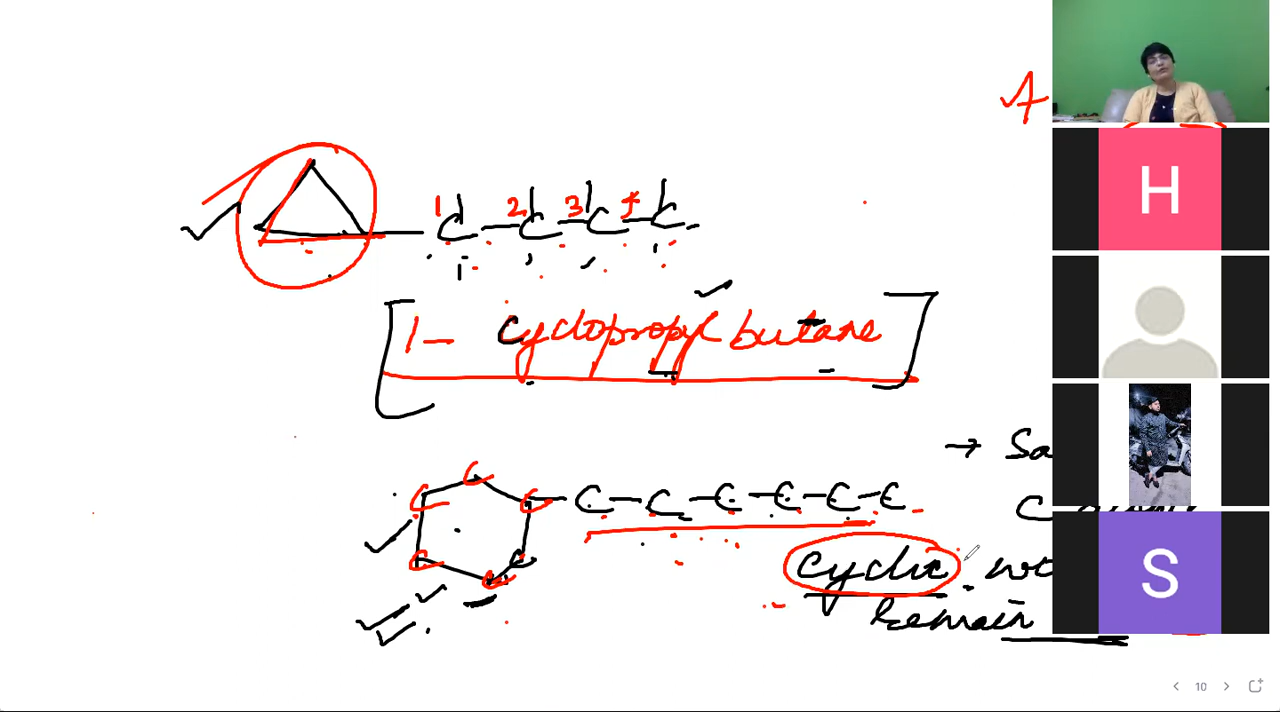 A
H
1 2 3 4
C - C - C - C
1- Cyclopropyl butane
→ Sa
C C C C - C - C - C - C - C
C
C C C
S
cyclic
Remain
10